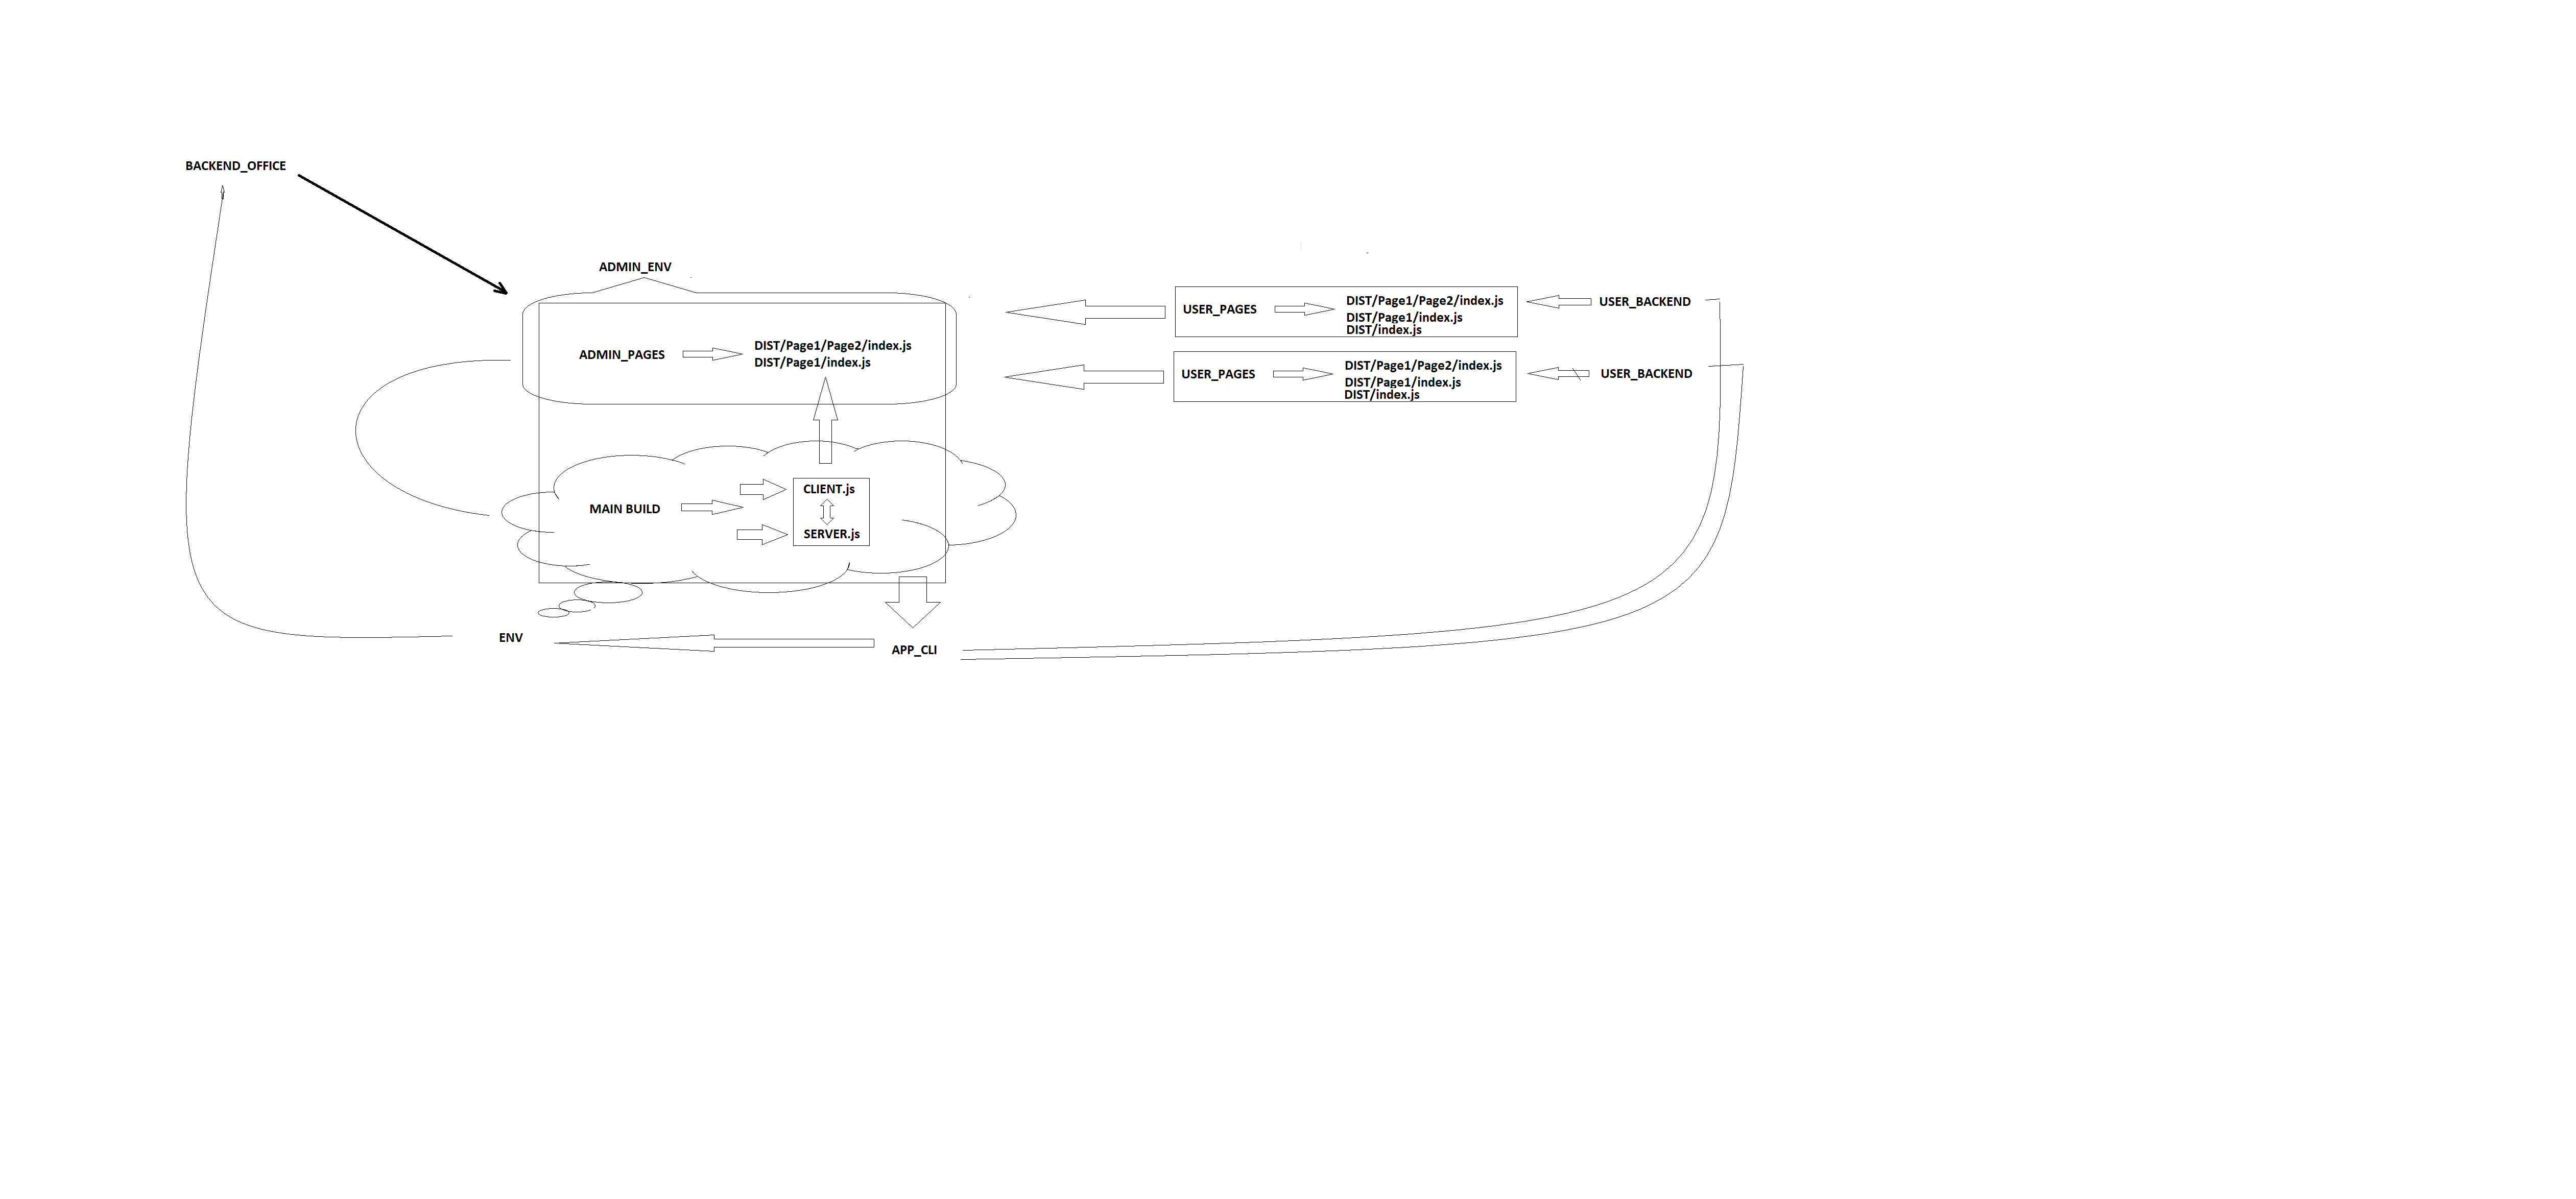 BACKEND_OFFICE
ADMIN_ENV
ADMIN_PAGES
DIST/Page1/Page2/index.js
DIST/Page1/index.js
USER_PAGES
DIST/Page1/Page2/index.js
DIST/Page1/index.js
DIST/index.js
USER_BACKEND
USER_PAGES
DIST/Page1/Page2/index.js
DIST/Page1/index.js
DIST/index.js
USER_BACKEND
MAIN BUILD
CLIENT.js
SERVER.js
ENV
APP_CLI